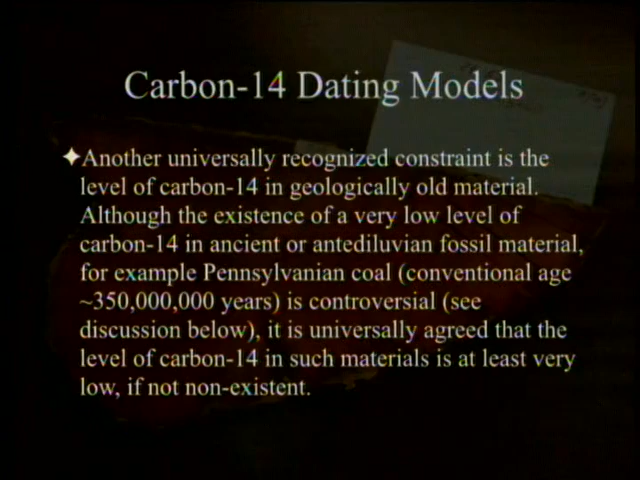 Carbon-14 Dating Models
✦Another universally recognized constraint is the
level of carbon-14 in geologically old material.
Although the existence of a very low level of
carbon-14 in ancient or antediluvian fossil material,
for example Pennsylvanian coal (conventional age
~350,000,000 years) is controversial (see
discussion below), it is universally agreed that the
level of carbon-14 in such materials is at least very
low, if not non-existent.